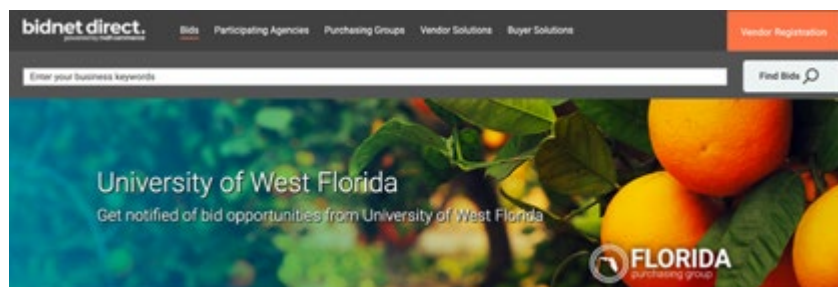 bidnet direct.
powered by mdf commerce
Bids Participating Agencies Purchasing Groups Vendor Solutions Buyer Solutions
Vendor Registration
Enter your business keywords
Find Bids
University of West Florida
Get notified of bid opportunities from University of West Florida
FLORIDA
purchasing group